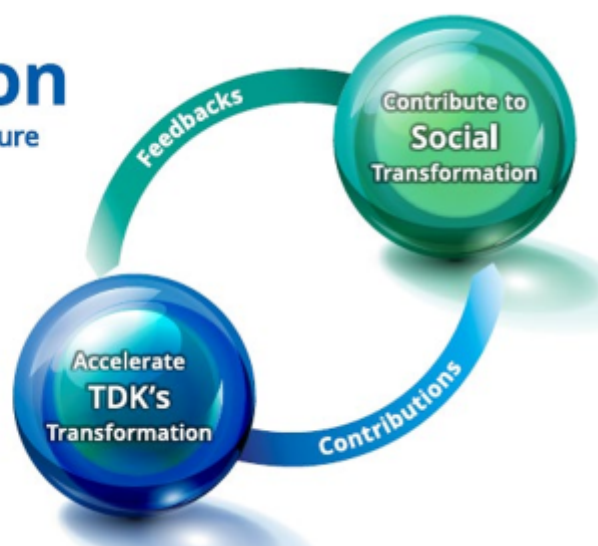 on
ure
Feedbacks
Contribute to
Social
Transformation
Accelerate
TDK's
Transformation
Contributions